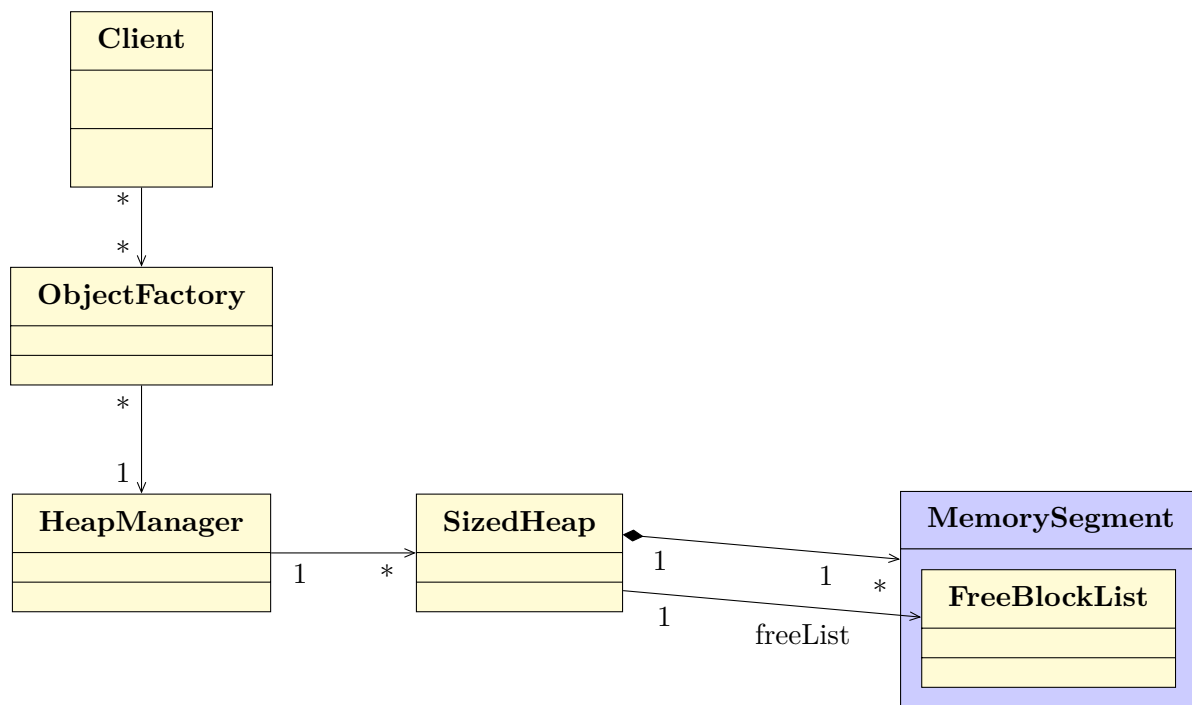 Client
*
*
ObjectFactory
*
1
HeapManager
1
*
SizedHeap
1
1
MemorySegment
1
freeList
*
FreeBlockList